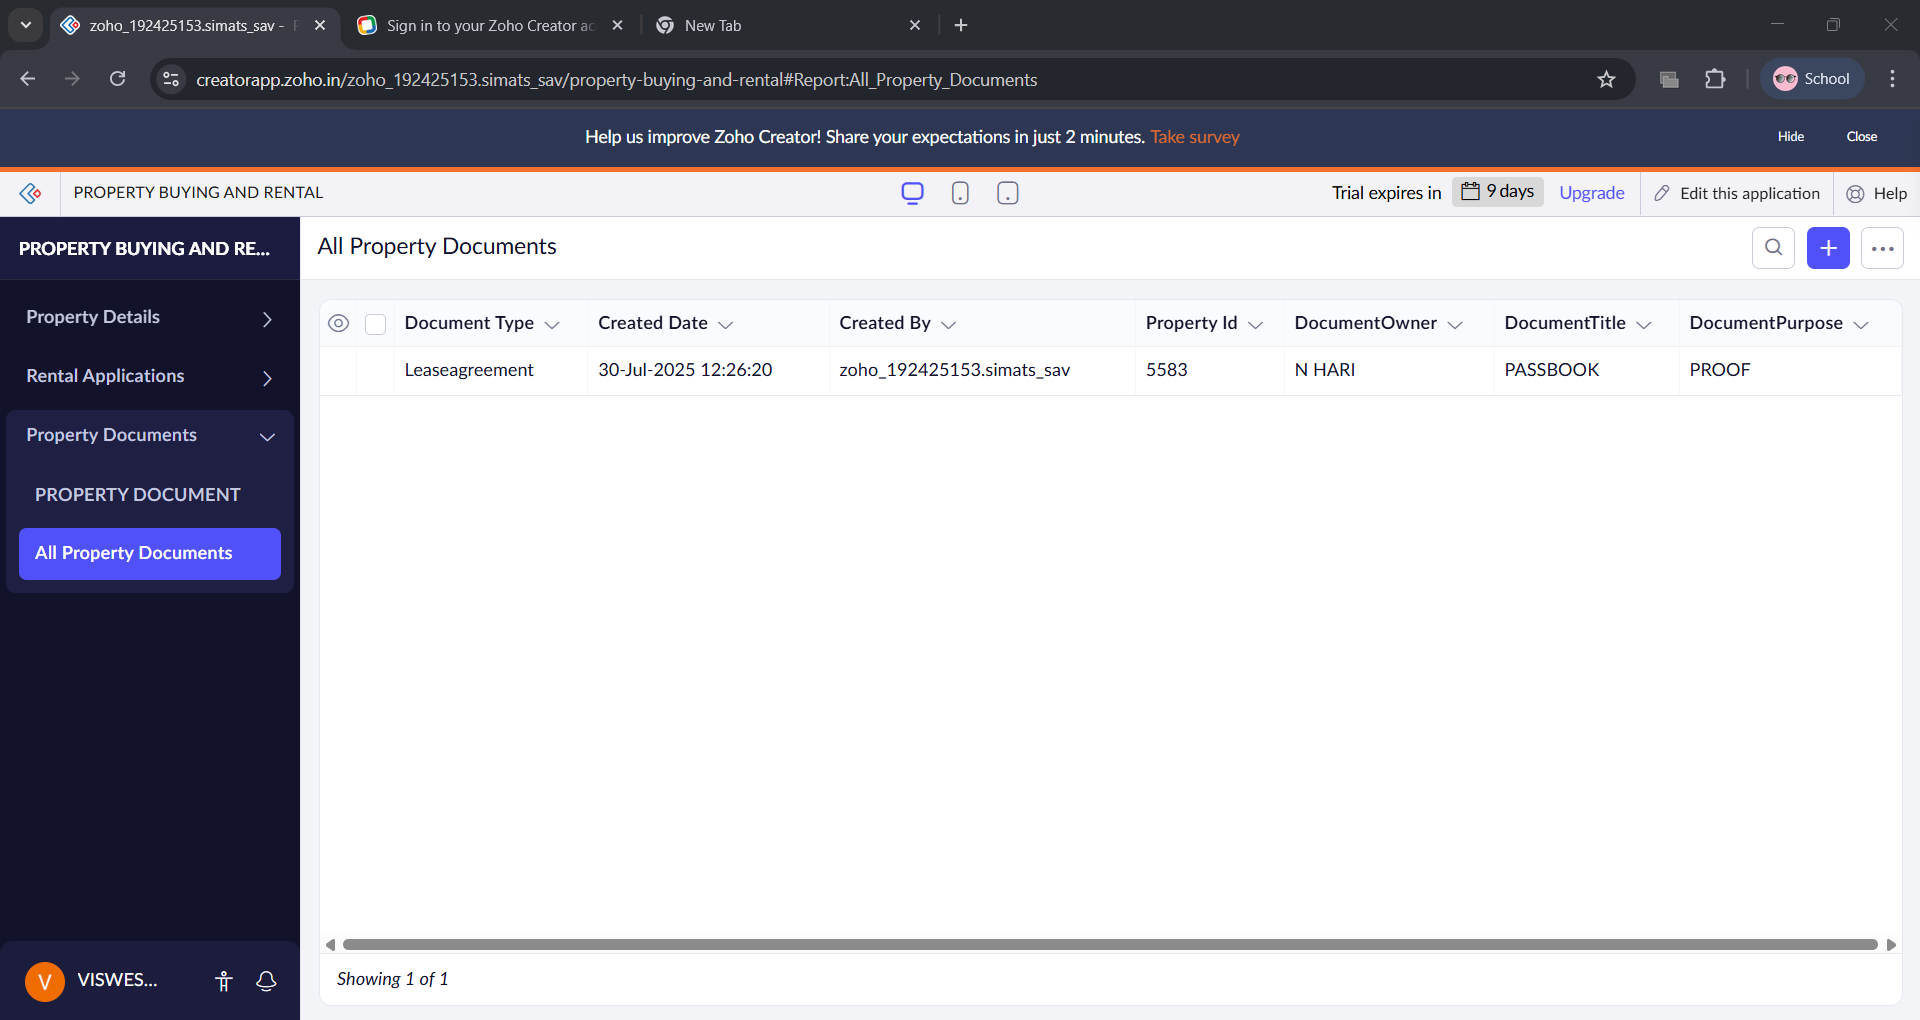 zoho_192425153.simats_sav -
Sign in to your Zoho Creator ac
New Tab
creatorapp.zoho.in/zoho_192425153.simats_sav/property-buying-and-rental#Report:All_Property_Documents
School
Help us improve Zoho Creator! Share your expectations in just 2 minutes. Take survey
Hide
Close
PROPERTY BUYING AND RENTAL
Trial expires in 9 days
Upgrade
Edit this application
Help
PROPERTY BUYING AND RE...
Property Details
Rental Applications
Property Documents
PROPERTY DOCUMENT
All Property Documents
V VISWES...
All Property Documents
Document Type Created Date Created By Property Id DocumentOwner DocumentTitle DocumentPurpose
Leaseagreement 30-Jul-2025 12:26:20 zoho_192425153.simats_sav 5583 N HARI PASSBOOK PROOF
Showing 1 of 1